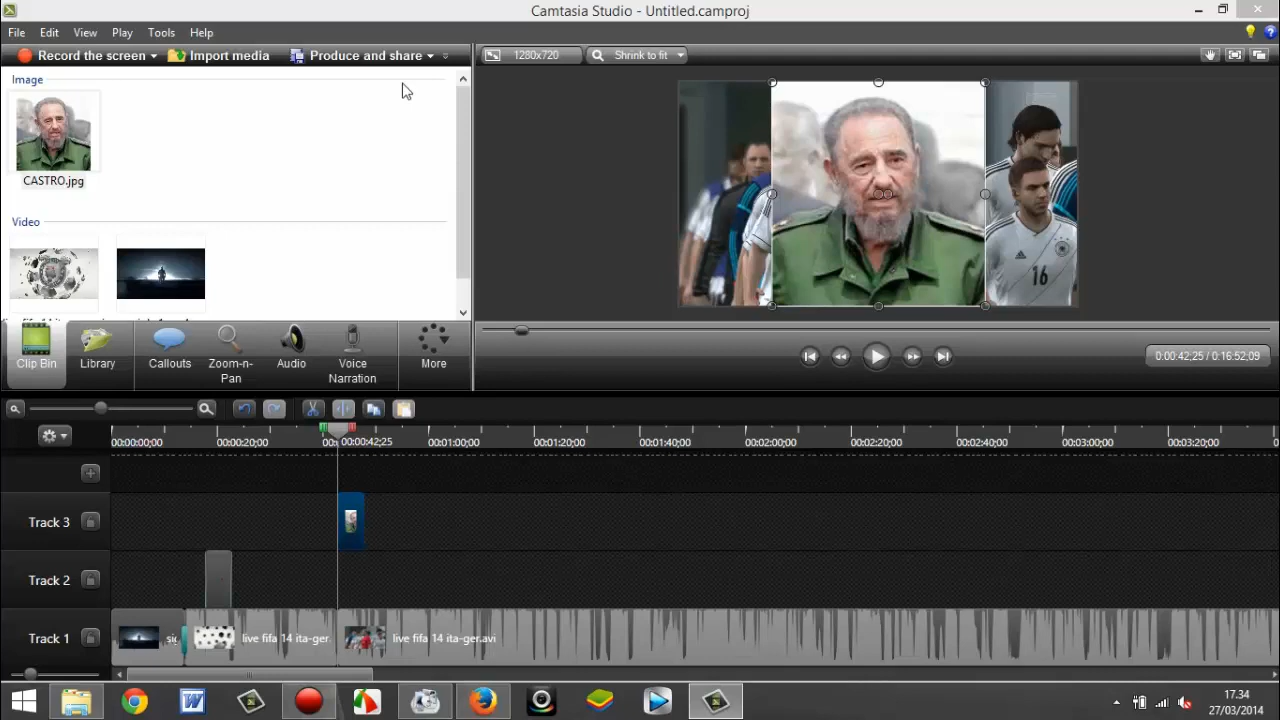 Camtasia Studio - Untitled.camproj
File Edit View Play Tools Help
Record the screen Import media Produce and share
1280x720 Shrink to fit
Image
CASTRO.jpg
Video
Clip Bin Library Callouts Zoom-n-Pan Audio Voice Narration More
0:00:42;25 / 0:16:52;09
00:00:00;00 00:00:20;00 00:00:42;25 00:01:00;00 00:01:20;00 00:01:40;00 00:02:00;00 00:02:20;00 00:02:40;00 00:03:00;00 00:03:20;00
Track 3
Track 2
Track 1 live fifa 14 ita-ger. live fifa 14 ita-ger.avi
16
17.34
27/03/2014